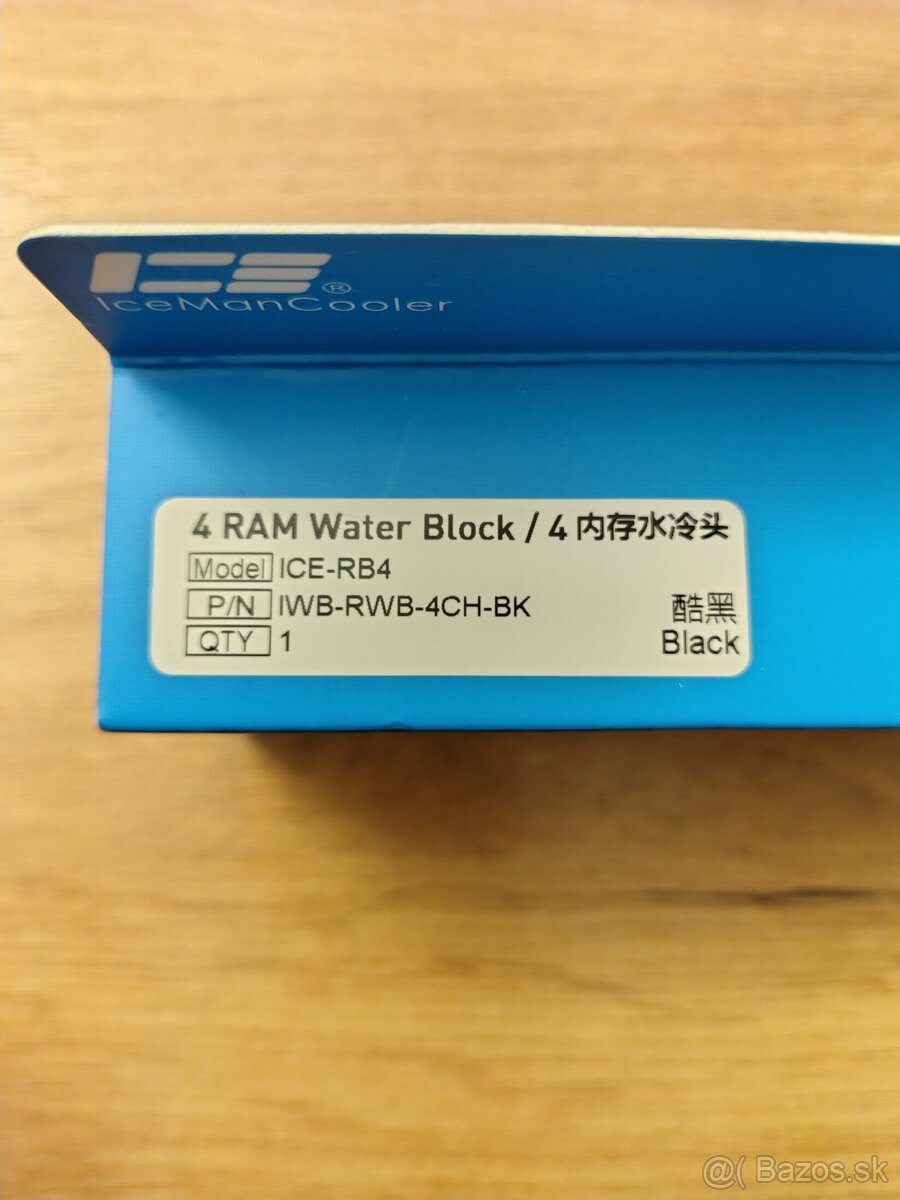 ICE®
IceManCooler
4 RAM Water Block / 4 内存水冷头
Model ICE-RB4
P/N IWB-RWB-4CH-BK 酷黑
QTY 1 Black
@( Bazos.sk